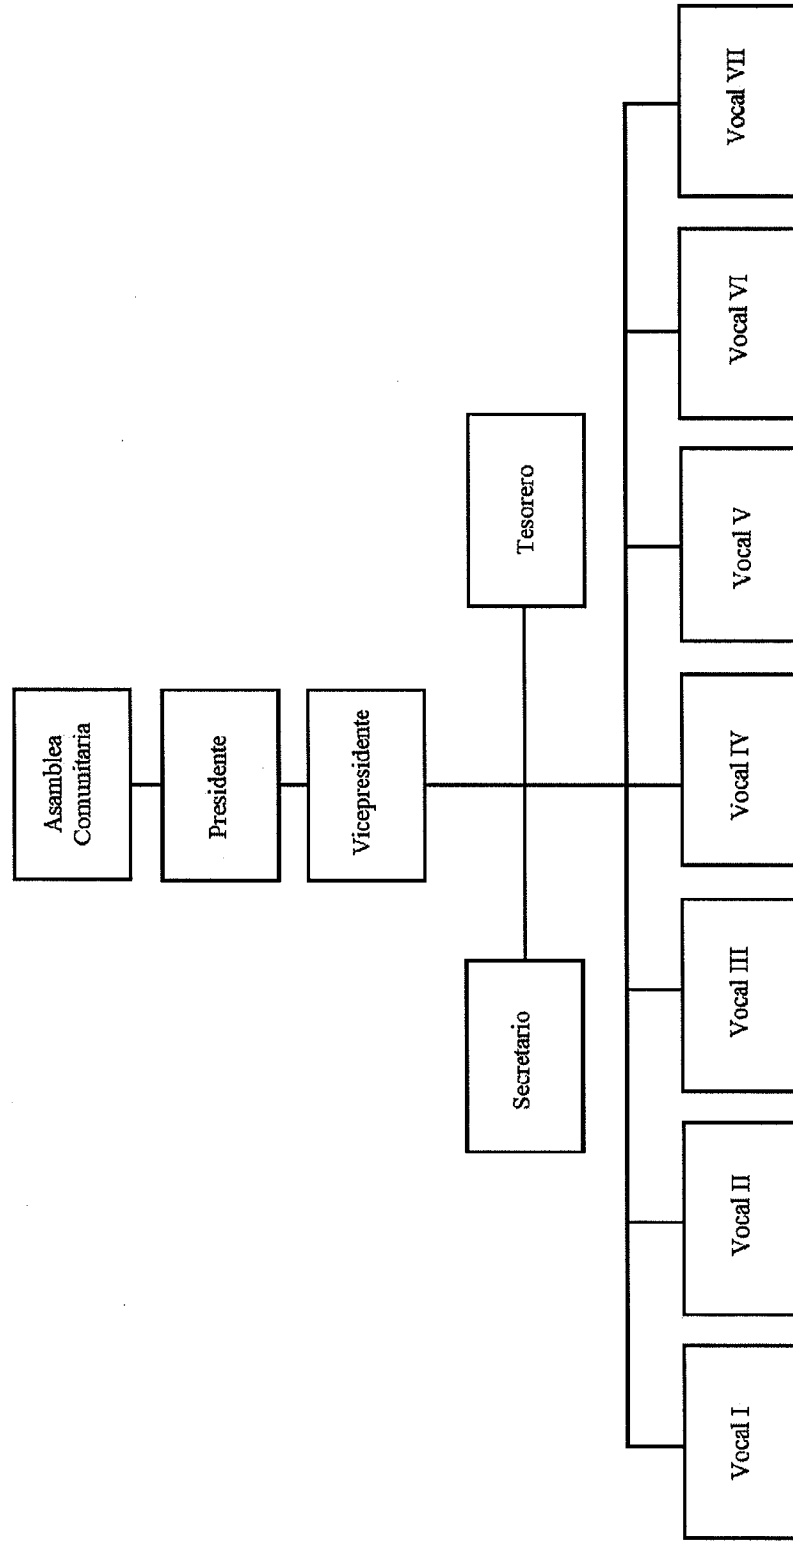 Asamblea
Comunitaria
Presidente
Vicepresidente
Secretario
Tesorero
Vocal I
Vocal II
Vocal III
Vocal IV
Vocal V
Vocal VI
Vocal VII